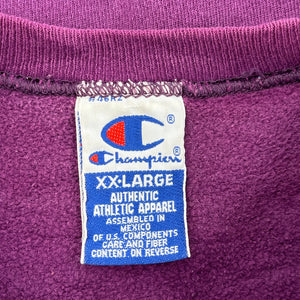 ®
Champion ®
XX-LARGE
AUTHENTIC
ATHLETIC APPAREL
ASSEMBLED IN
MEXICO
OF U.S. COMPONENTS
CARE AND FIBER
CONTENT ON REVERSE